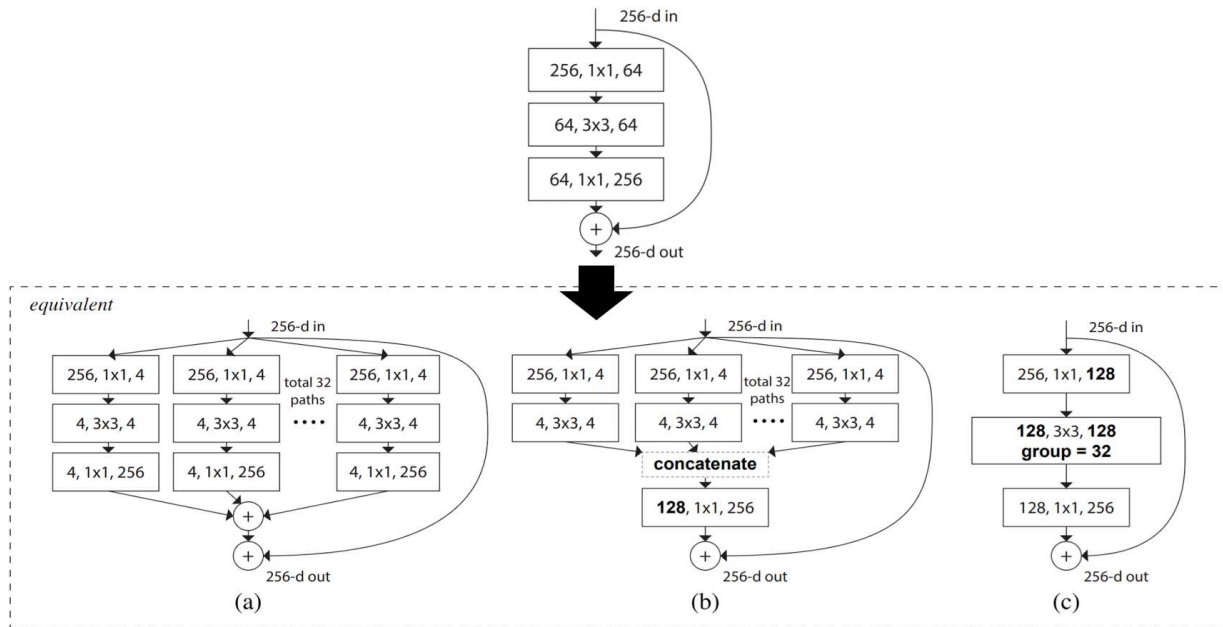 256-d in
256, 1x1, 64
64, 3x3, 64
64, 1x1, 256
+
256-d out
equivalent
256-d in
256, 1x1, 4
256, 1x1, 4
256, 1x1, 4
total 32
paths
4, 3x3, 4
4, 3x3, 4
....
4, 3x3, 4
4, 1x1, 256
4, 1x1, 256
4, 1x1, 256
+
+
256-d out
(a)
256-d in
256, 1x1, 4
256, 1x1, 4
256, 1x1, 4
total 32
paths
4, 3x3, 4
4, 3x3, 4
....
4, 3x3, 4
concatenate
128, 1x1, 256
+
256-d out
(b)
256-d in
256, 1x1, 128
128, 3x3, 128
group = 32
128, 1x1, 256
+
256-d out
(c)